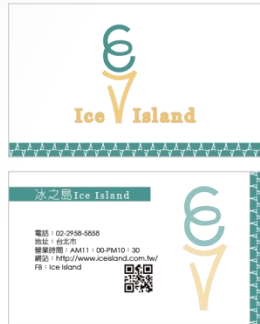 Ice Island
冰之島Ice Island
電話：02-2958-5858
地址：台北市
營業時間：AM11：00-PM10：30
網站：http://www.iceisland.com.tw/
FB：Ice Island